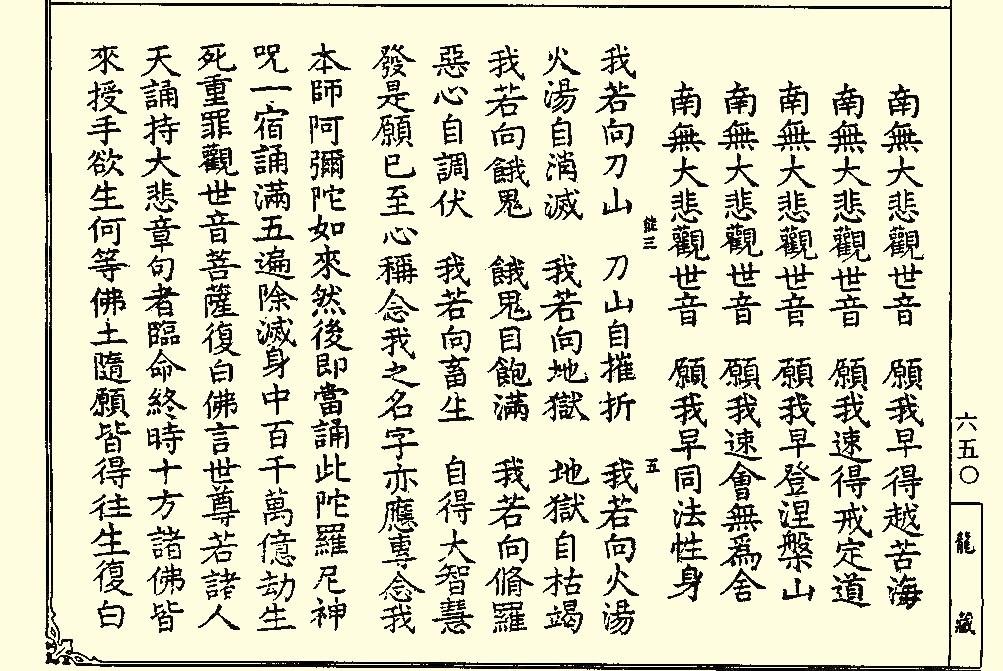 南無大悲觀世音　願我早得越苦海
南無大悲觀世音　願我速得戒定道
南無大悲觀世音　願我早登涅槃山
南無大悲觀世音　願我速會無爲舍
南無大悲觀世音　願我早同法性身
我若向刀山　刀山自摧折　我若向火湯
火湯自消滅　我若向地獄　地獄自枯竭
我若向餓鬼　餓鬼自飽滿　我若向脩羅
惡心自調伏　我若向畜生　自得大智慧
發是願已至心稱念我之名字亦應專念我
本師阿彌陀如來然後即當誦此陀羅尼神
呪一宿誦滿五遍除滅身中百千萬億劫生
死重罪觀世音菩薩復白佛言世尊若諸人
天誦持大悲章句者臨命終時十方諸佛皆
來授手欲生何等佛土隨願皆得往生復白
六五〇
龍藏
三
五